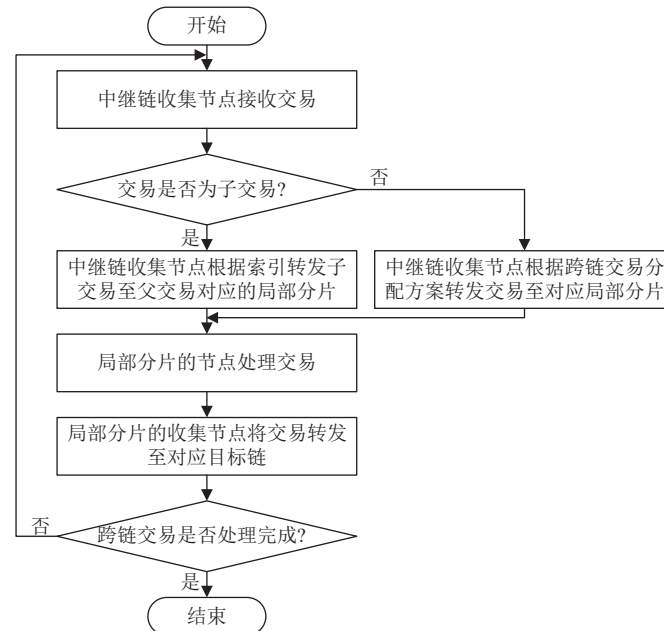 开始
中继链收集节点接收交易
交易是否为子交易?
否
是
中继链收集节点根据索引转发子
交易至父交易对应的局部分片
中继链收集节点根据跨链交易分
配方案转发交易至对应局部分片
局部分片的节点处理交易
局部分片的收集节点将交易转发
至对应目标链
否
跨链交易是否处理完成?
是
结束